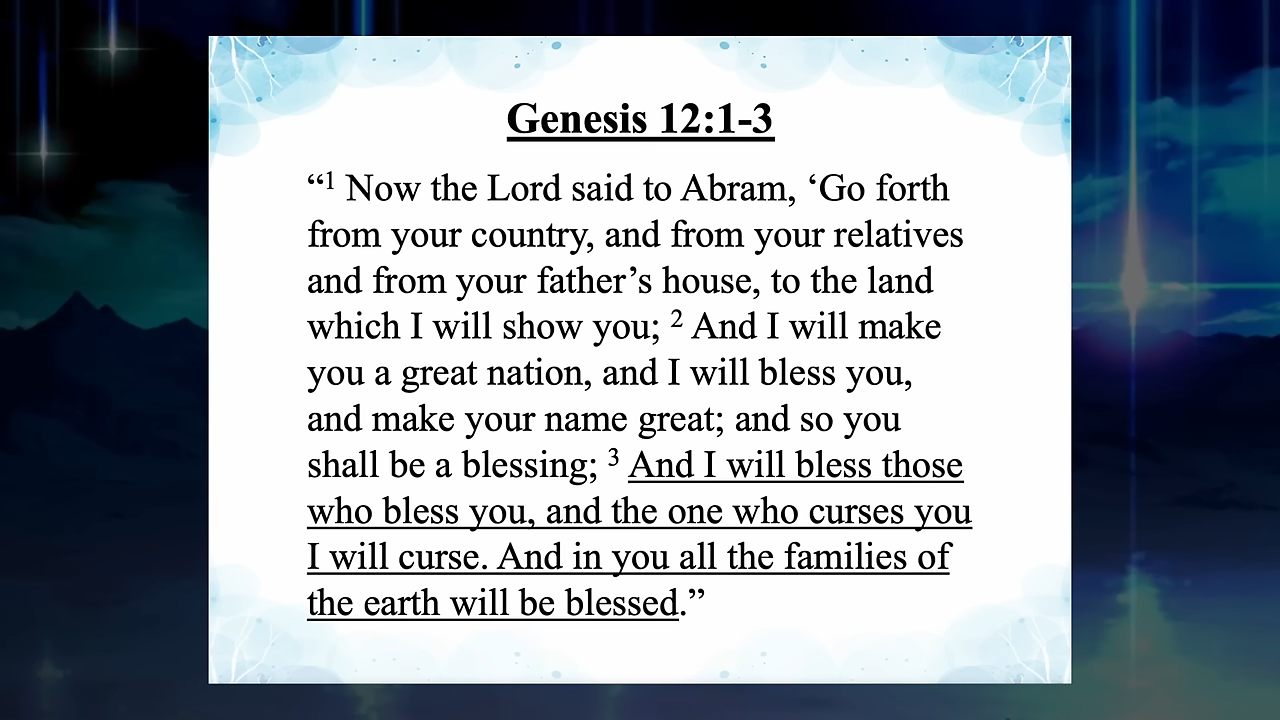 Genesis 12:1-3
“¹ Now the Lord said to Abram, ‘Go forth
from your country, and from your relatives
and from your father’s house, to the land
which I will show you; ² And I will make
you a great nation, and I will bless you,
and make your name great; and so you
shall be a blessing; ³ And I will bless those
who bless you, and the one who curses you
I will curse. And in you all the families of
the earth will be blessed.”